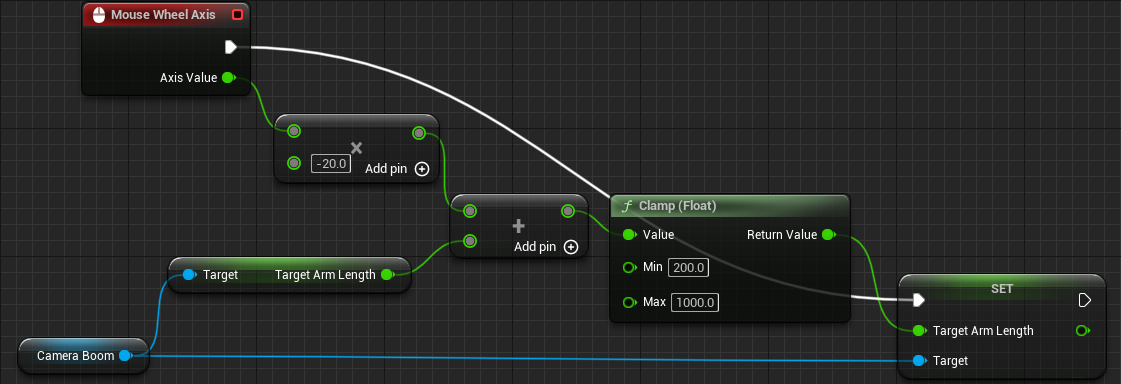 Mouse Wheel Axis
Axis Value
-20.0
Add pin
Add pin
Clamp (Float)
Value Return Value
Min 200.0
Max 1000.0
Target Target Arm Length
Camera Boom
SET
Target Arm Length
Target